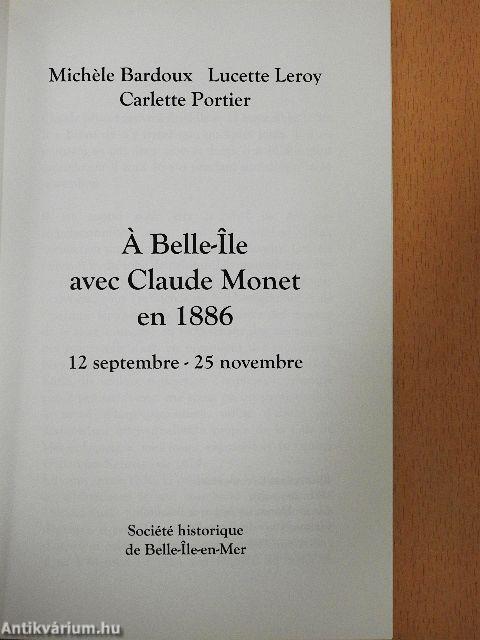 Michèle Bardoux Lucette Leroy
Carlette Portier
À Belle-Île
avec Claude Monet
en 1886
12 septembre - 25 novembre
Société historique
de Belle-Île-en-Mer
Antikvárium.hu